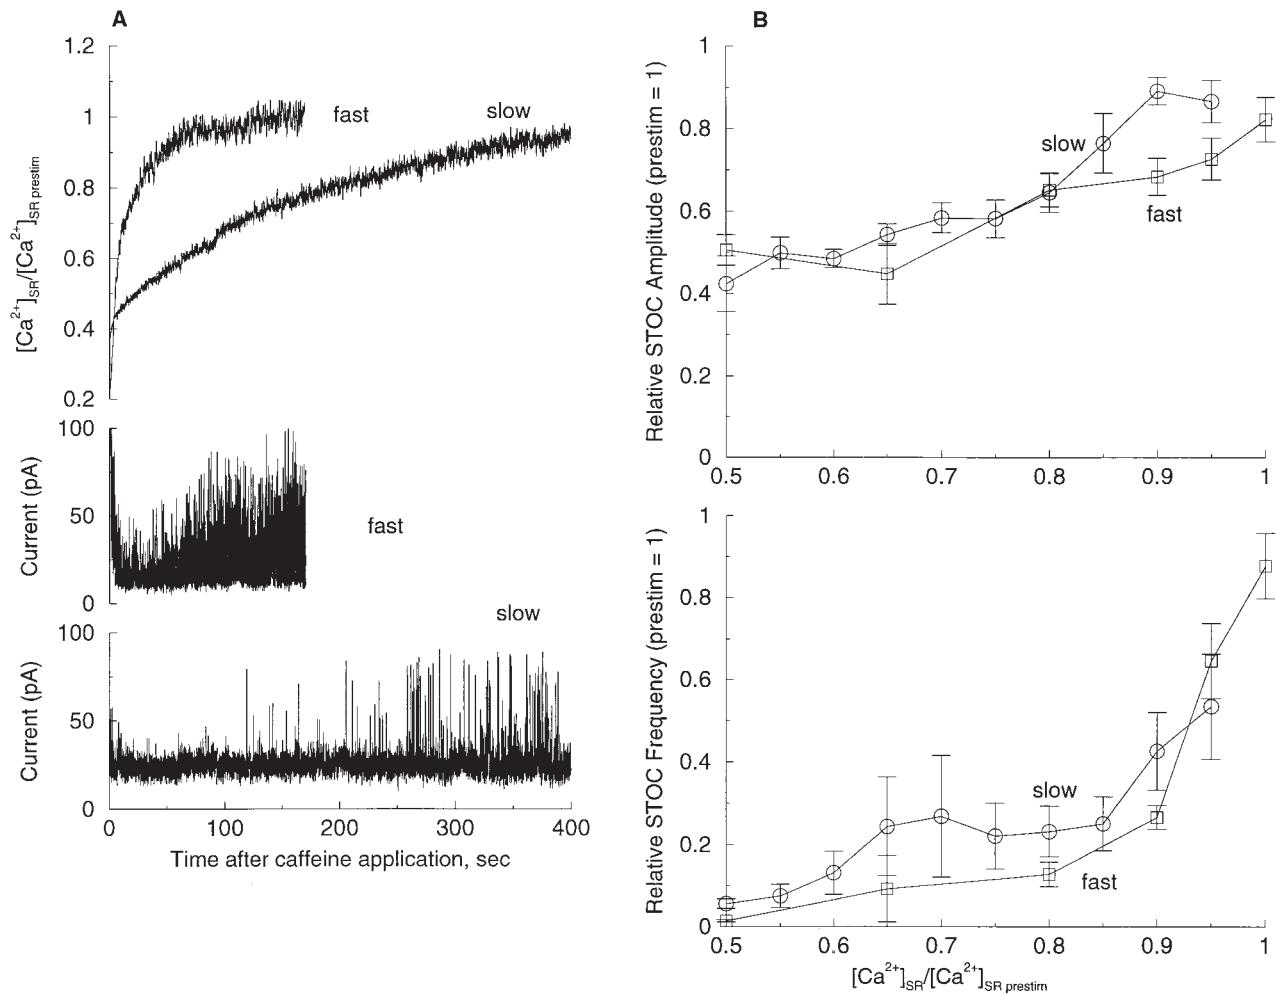 A
1.2
1
0.8
0.6
0.4
0.2
[Ca²⁺]SR/[Ca²⁺]SR prestim
fast
slow
100
50
0
Current (pA)
fast
slow
100
50
0
Current (pA)
0 100 200 300 400
Time after caffeine application, sec
B
1
0.8
0.6
0.4
0.2
0
Relative STOC Amplitude (prestim = 1)
slow
fast
0.5 0.6 0.7 0.8 0.9 1
1
0.8
0.6
0.4
0.2
0
Relative STOC Frequency (prestim = 1)
slow
fast
0.5 0.6 0.7 0.8 0.9 1
[Ca²⁺]SR/[Ca²⁺]SR prestim